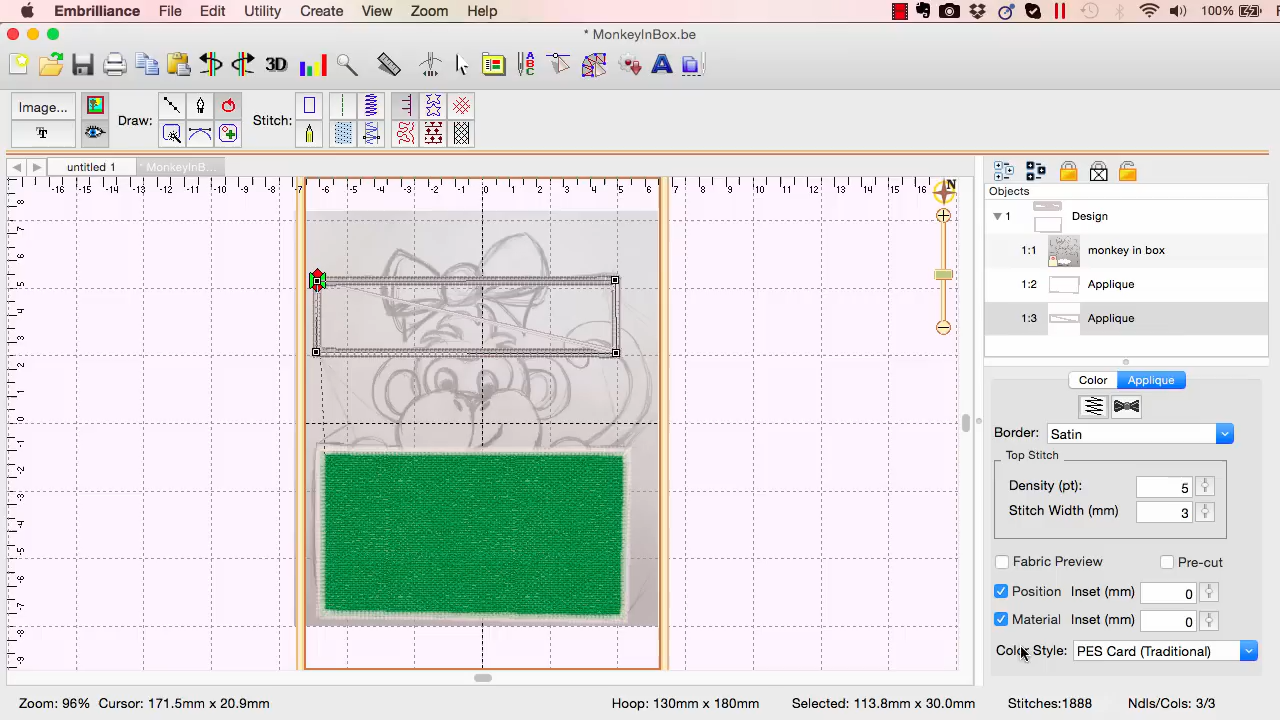 Embrilliance File Edit Utility Create View Zoom Help 100%
* MonkeyInBox.be
3D
Image... Draw: Stitch:
untitled 1 * MonkeyInB...
N
Objects
1 Design
1:1 monkey in box
1:2 Applique
1:3 Applique
Color Applique
Border: Satin
Top Stitch
Density (pt): 5
Stitch Width (mm) 3
Fabric Preview Pre-cut
Position Inset (mm) 0
Material Inset (mm) 0
Color Style: PES Card (Traditional)
Zoom: 96% Cursor: 171.5mm x 20.9mm Hoop: 130mm x 180mm Selected: 113.8mm x 30.0mm Stitches:1888 Ndls/Cols: 3/3